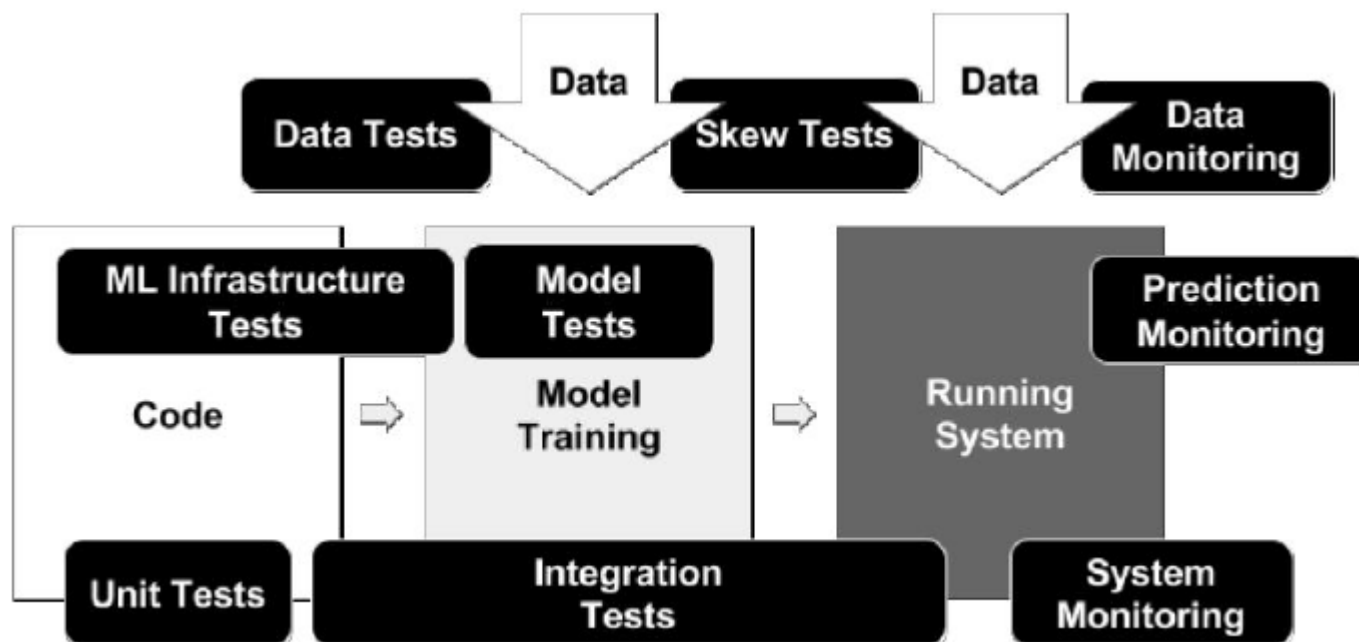 Data
Data
Data Tests
Skew Tests
Data
Monitoring
ML Infrastructure
Tests
Model
Tests
Prediction
Monitoring
Code
Model
Training
Running
System
Unit Tests
Integration
Tests
System
Monitoring